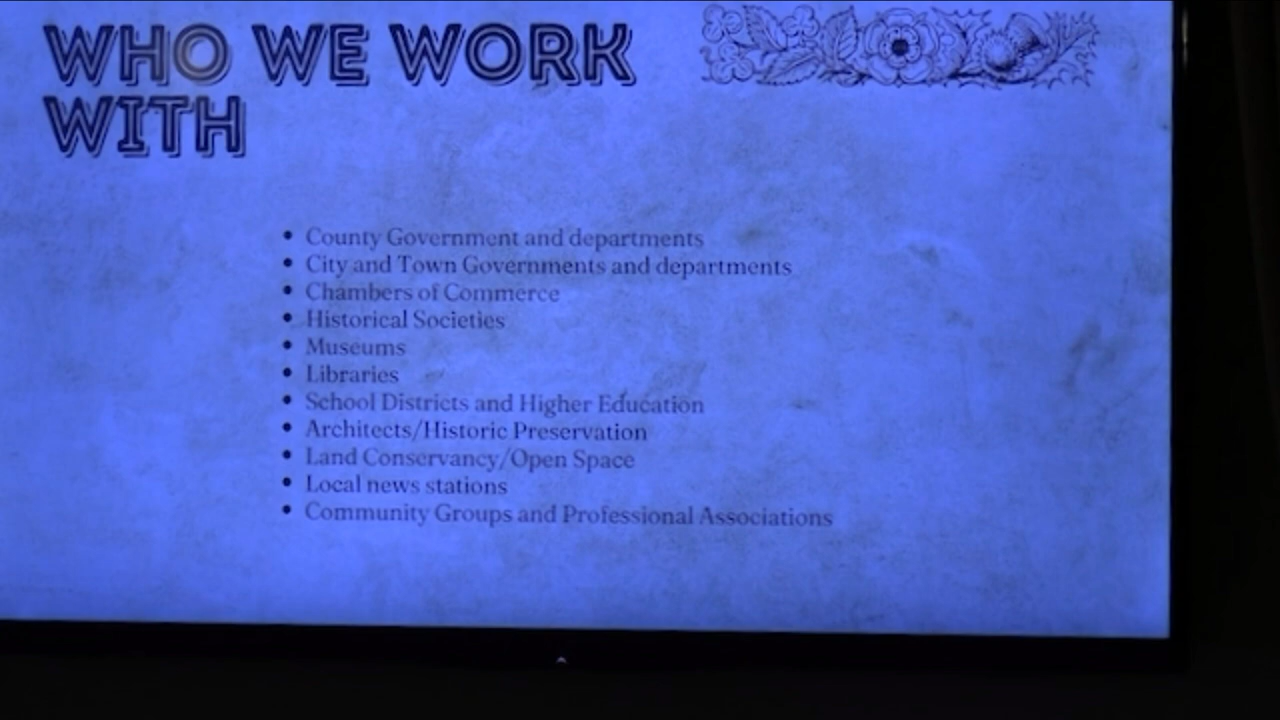 WHO WE WORK
WITH
• County Government and departments
• City and Town Governments and departments
• Chambers of Commerce
• Historical Societies
• Museums
• Libraries
• School Districts and Higher Education
• Architects/Historic Preservation
• Land Conservancy/Open Space
• Local news stations
• Community Groups and Professional Associations